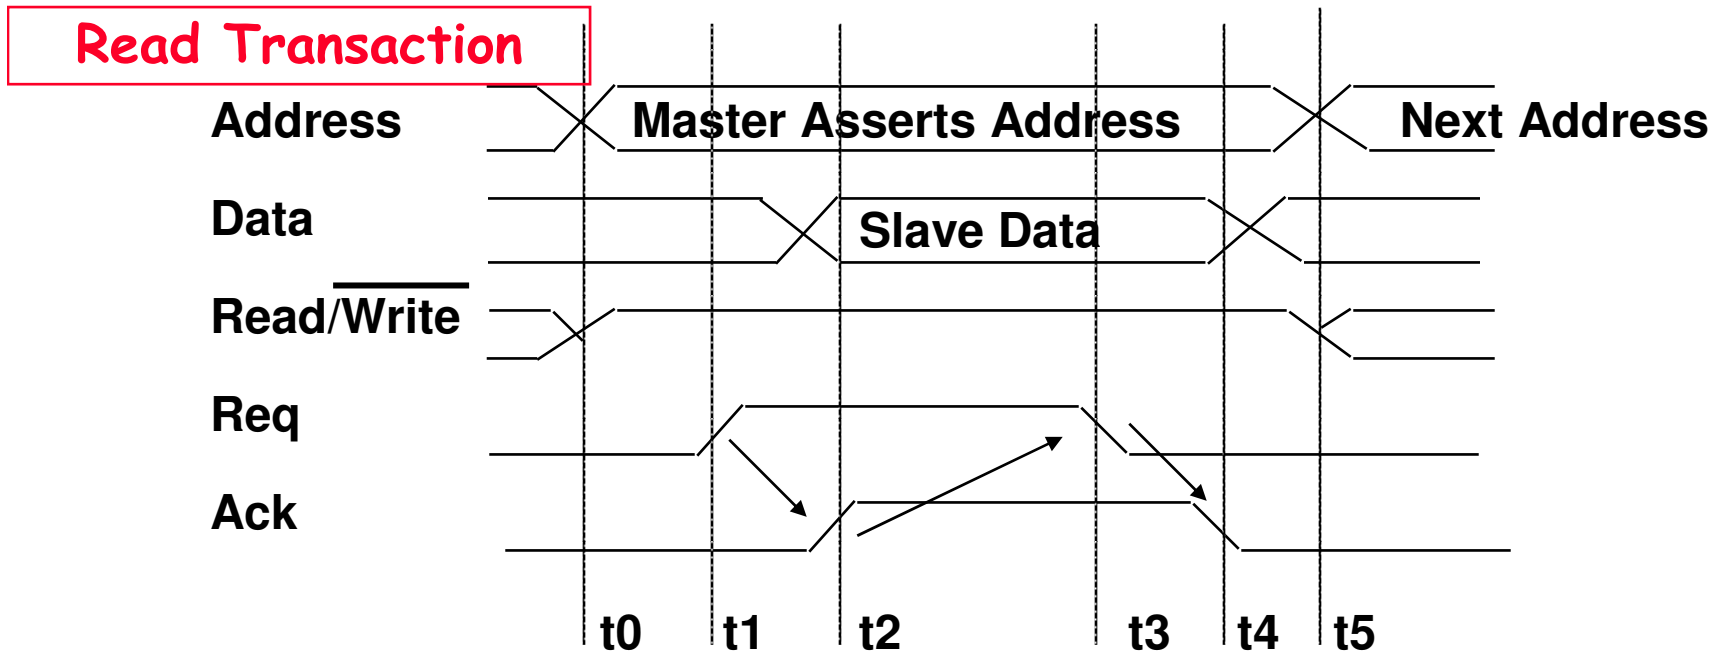 Read Transaction
Address Master Asserts Address Next Address
Data Slave Data
Read/Write
Req
Ack
t0 t1 t2 t3 t4 t5